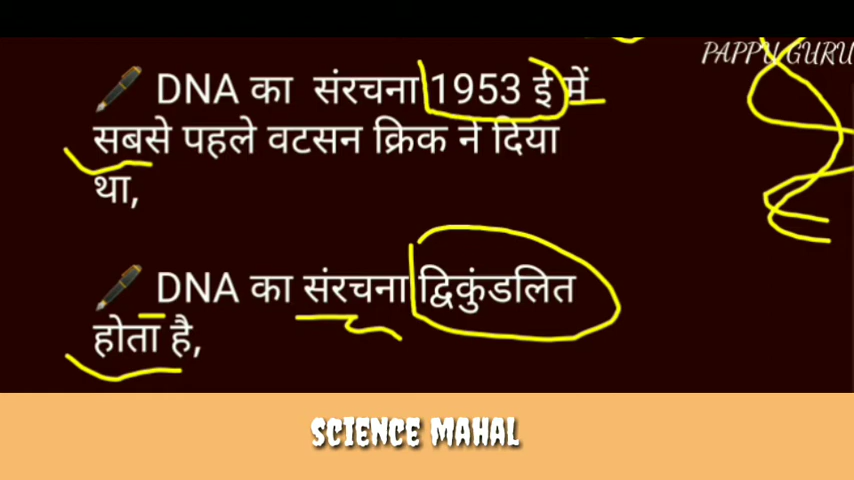 PAPPU GURU
DNA का संरचना 1953 ई में
सबसे पहले वटसन क्रिक ने दिया
था,
DNA का संरचना द्विकुंडलित
होता है,
SCIENCE MAHAL